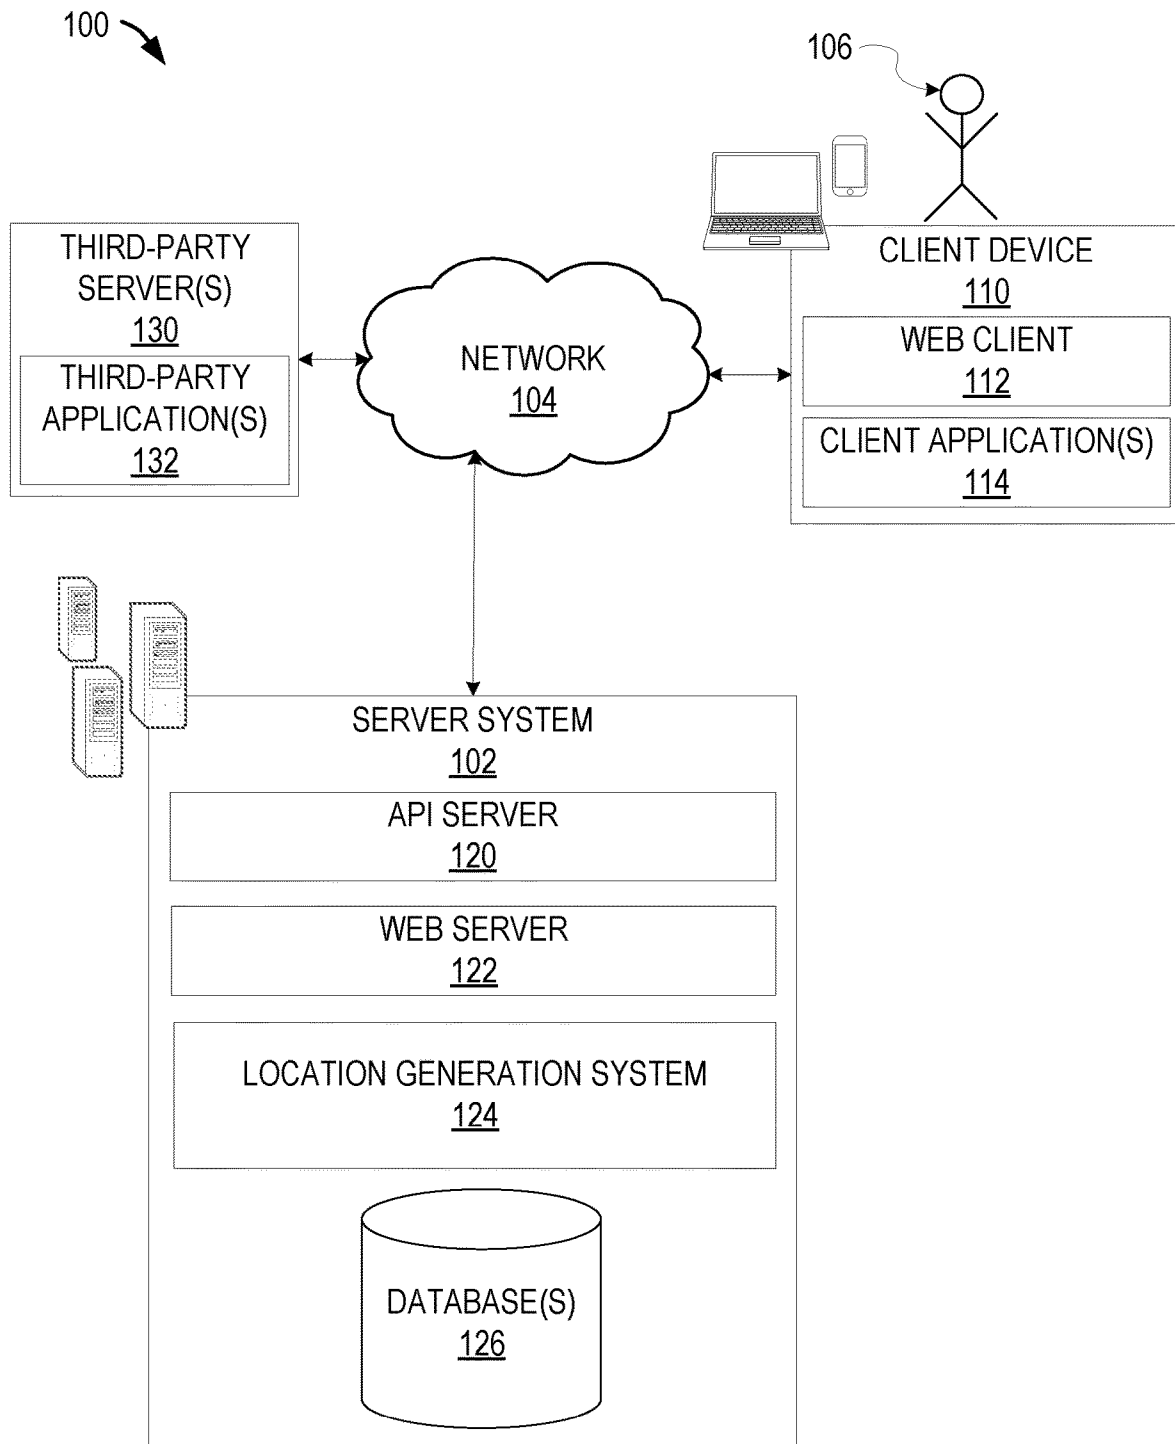 100
106
THIRD-PARTY
SERVER(S)
130
THIRD-PARTY
APPLICATION(S)
132
NETWORK
104
CLIENT DEVICE
110
WEB CLIENT
112
CLIENT APPLICATION(S)
114
SERVER SYSTEM
102
API SERVER
120
WEB SERVER
122
LOCATION GENERATION SYSTEM
124
DATABASE(S)
126